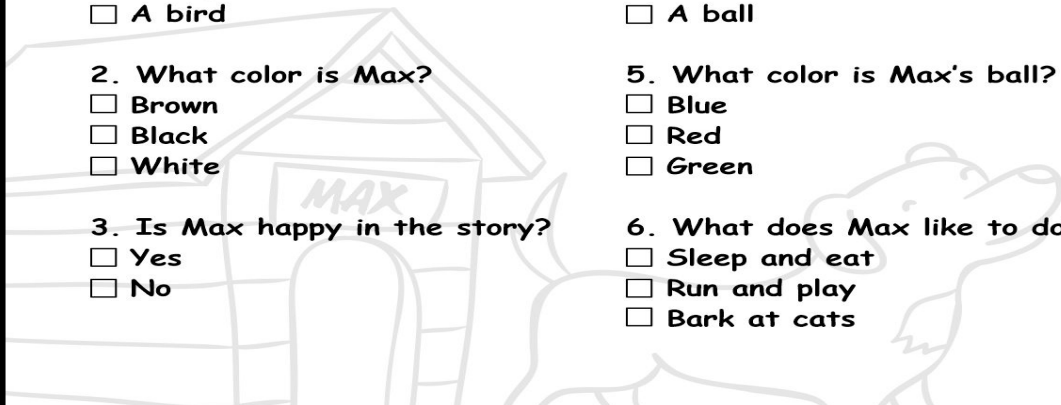 A bird
2. What color is Max?
Brown
Black
White
3. Is Max happy in the story?
Yes
No
A ball
5. What color is Max's ball?
Blue
Red
Green
6. What does Max like to
Sleep and eat
Run and play
Bark at cats
MAX